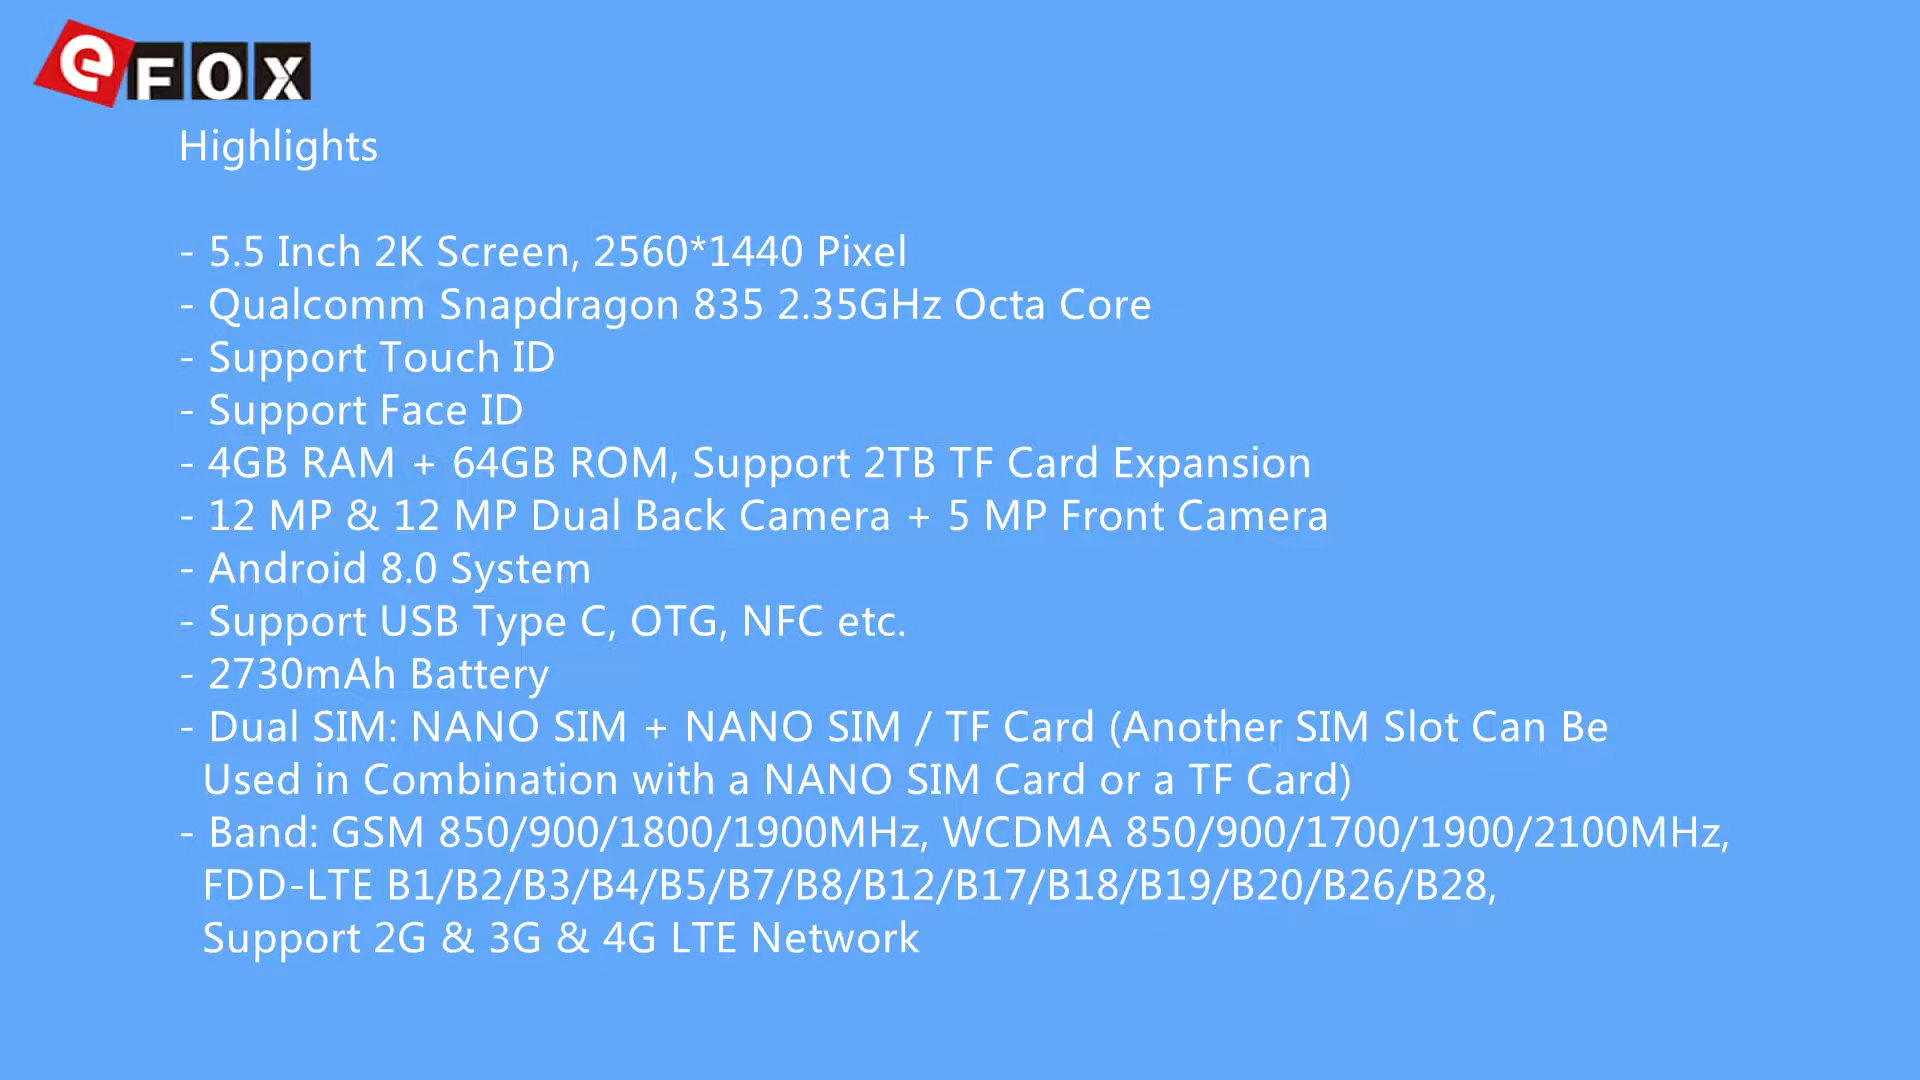 eFOX
Highlights
- 5.5 Inch 2K Screen, 2560*1440 Pixel
- Qualcomm Snapdragon 835 2.35GHz Octa Core
- Support Touch ID
- Support Face ID
- 4GB RAM + 64GB ROM, Support 2TB TF Card Expansion
- 12 MP & 12 MP Dual Back Camera + 5 MP Front Camera
- Android 8.0 System
- Support USB Type C, OTG, NFC etc.
- 2730mAh Battery
- Dual SIM: NANO SIM + NANO SIM / TF Card (Another SIM Slot Can Be
Used in Combination with a NANO SIM Card or a TF Card)
- Band: GSM 850/900/1800/1900MHz, WCDMA 850/900/1700/1900/2100MHz,
FDD-LTE B1/B2/B3/B4/B5/B7/B8/B12/B17/B18/B19/B20/B26/B28,
Support 2G & 3G & 4G LTE Network